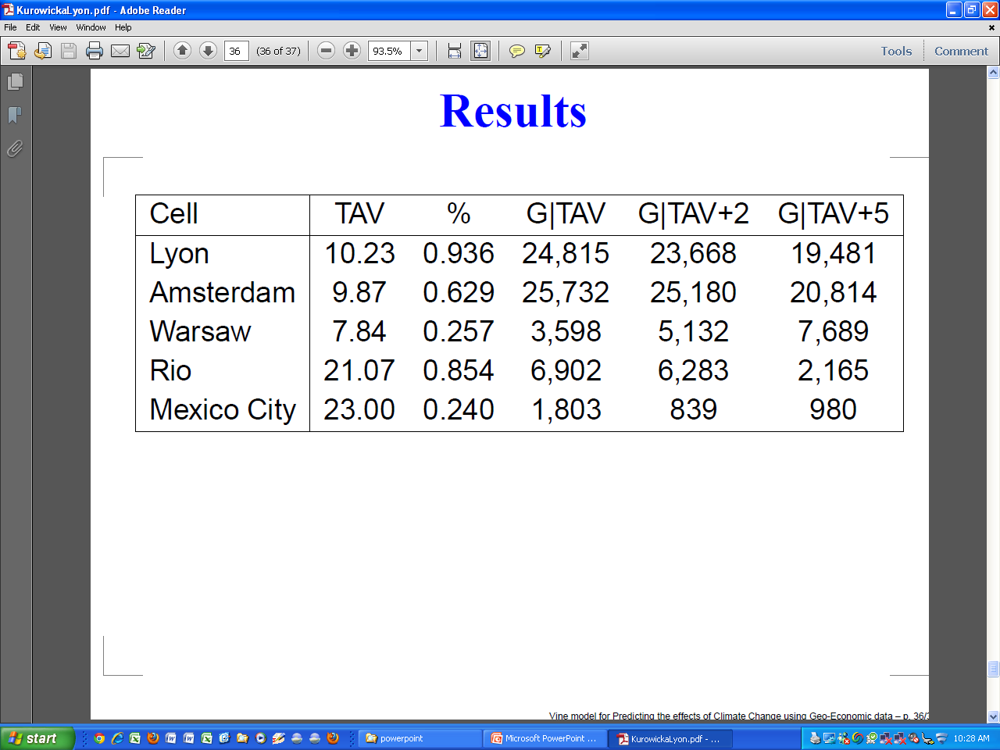 KurowickaLyon.pdf - Adobe Reader
File Edit View Window Help
36 (36 of 37) 93.5% Tools Comment
Results
Cell TAV % G|TAV G|TAV+2 G|TAV+5
Lyon 10.23 0.936 24,815 23,668 19,481
Amsterdam 9.87 0.629 25,732 25,180 20,814
Warsaw 7.84 0.257 3,598 5,132 7,689
Rio 21.07 0.854 6,902 6,283 2,165
Mexico City 23.00 0.240 1,803 839 980
Vine model for Predicting the effects of Climate Change using Geo-Economic data – p. 36/3
start powerpoint Microsoft PowerPoint ... KurowickaLyon.pdf - ... 10:28 AM